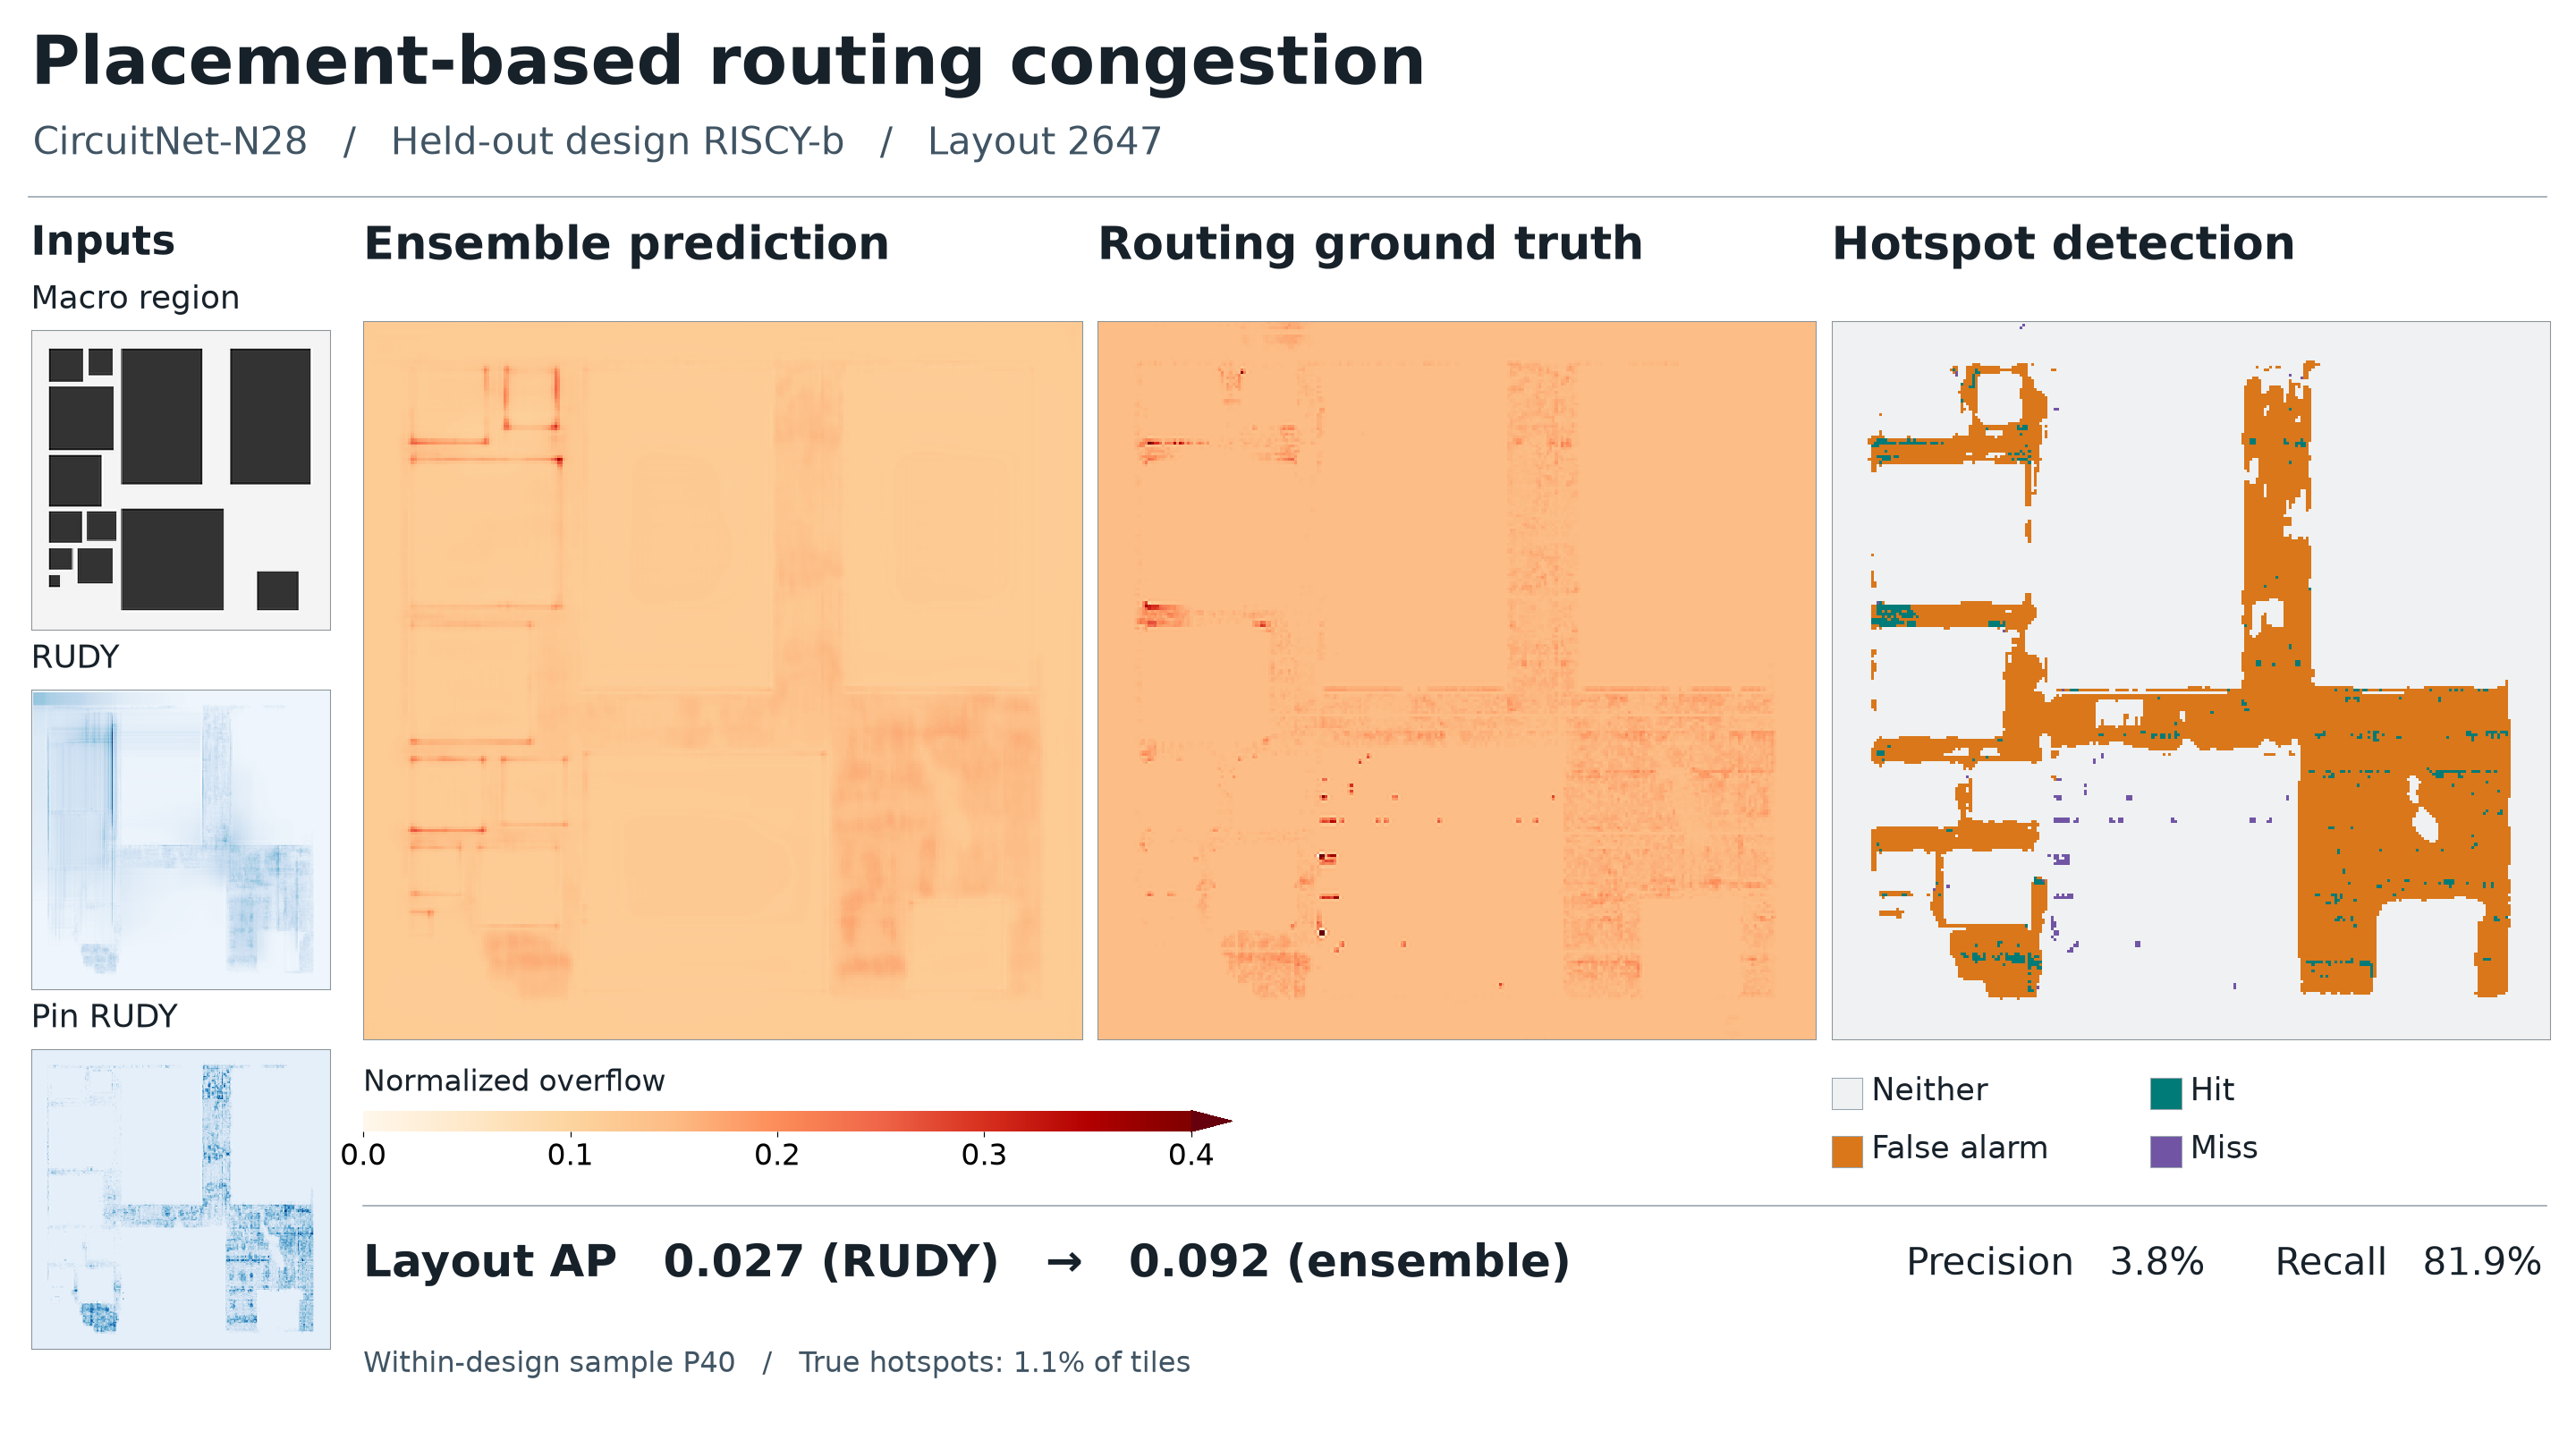 Placement-based routing congestion
CircuitNet-N28 / Held-out design RISCY-b / Layout 2647
Inputs
Macro region
RUDY
Pin RUDY
Ensemble prediction
Routing ground truth
Hotspot detection
Normalized overflow
0.0 0.1 0.2 0.3 0.4
Neither
Hit
False alarm
Miss
Layout AP 0.027 (RUDY) → 0.092 (ensemble)
Precision 3.8% Recall 81.9%
Within-design sample P40 / True hotspots: 1.1% of tiles